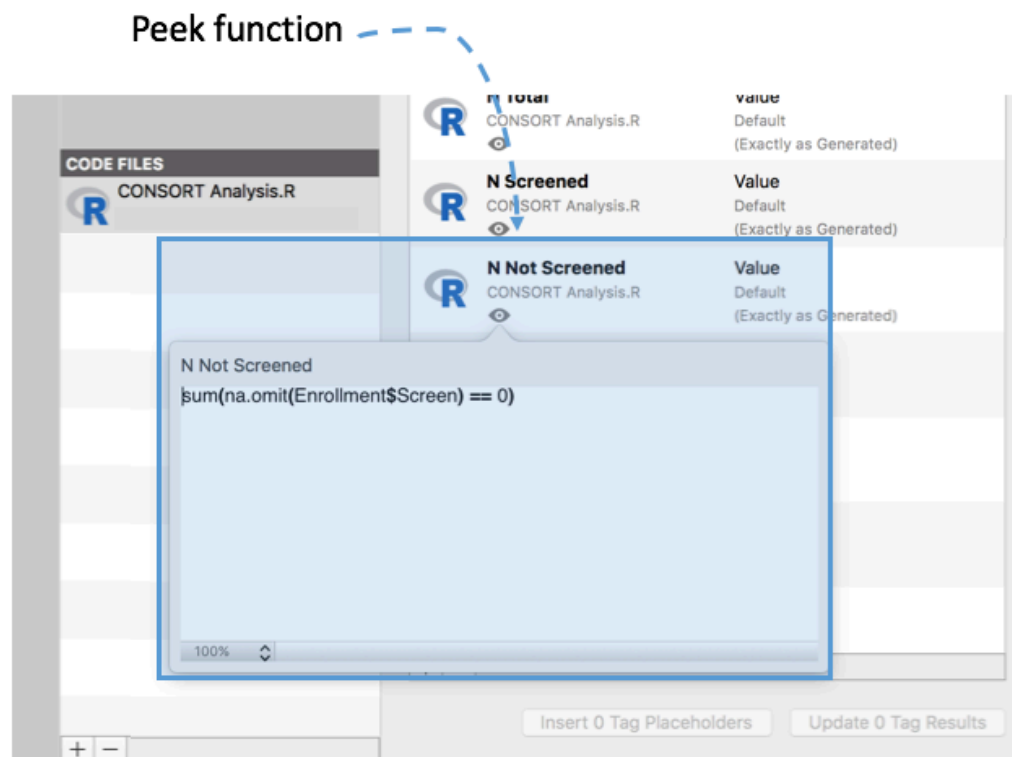 Peek function
N Total
Value
CONSORT Analysis.R
Default
(Exactly as Generated)
CODE FILES
CONSORT Analysis.R
N Screened
Value
CONSORT Analysis.R
Default
(Exactly as Generated)
N Not Screened
Value
CONSORT Analysis.R
Default
(Exactly as Generated)
N Not Screened
sum(na.omit(Enrollment$Screen) == 0)
100%
Insert 0 Tag Placeholders
Update 0 Tag Results
+ −